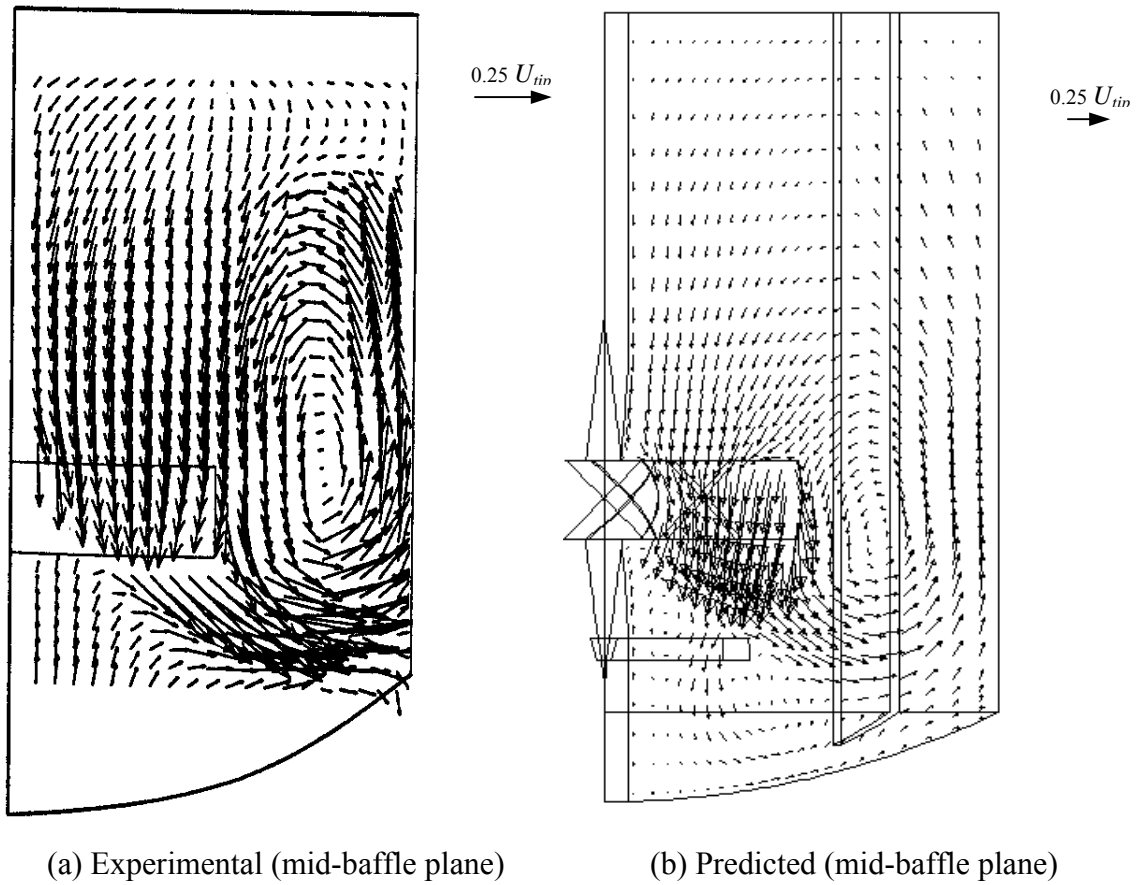 0.25 U_tip
0.25 U_tip
(a) Experimental (mid-baffle plane)
(b) Predicted (mid-baffle plane)